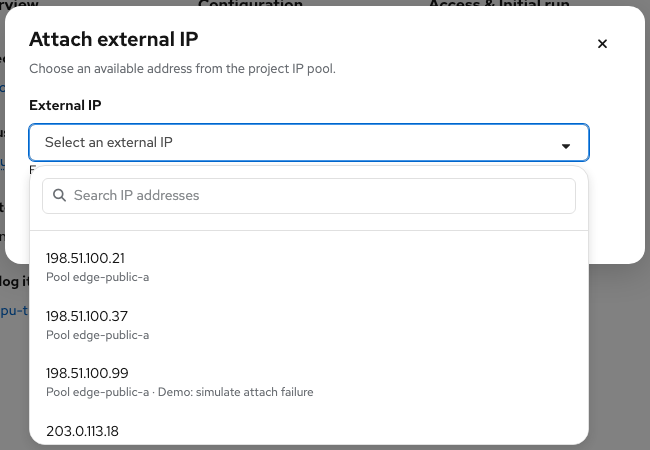 Configuration
Access & Initial run
Attach external IP
Choose an available address from the project IP pool.
External IP
Select an external IP
Search IP addresses
198.51.100.21
Pool edge-public-a
198.51.100.37
Pool edge-public-a
198.51.100.99
Pool edge-public-a · Demo: simulate attach failure
203.0.113.18